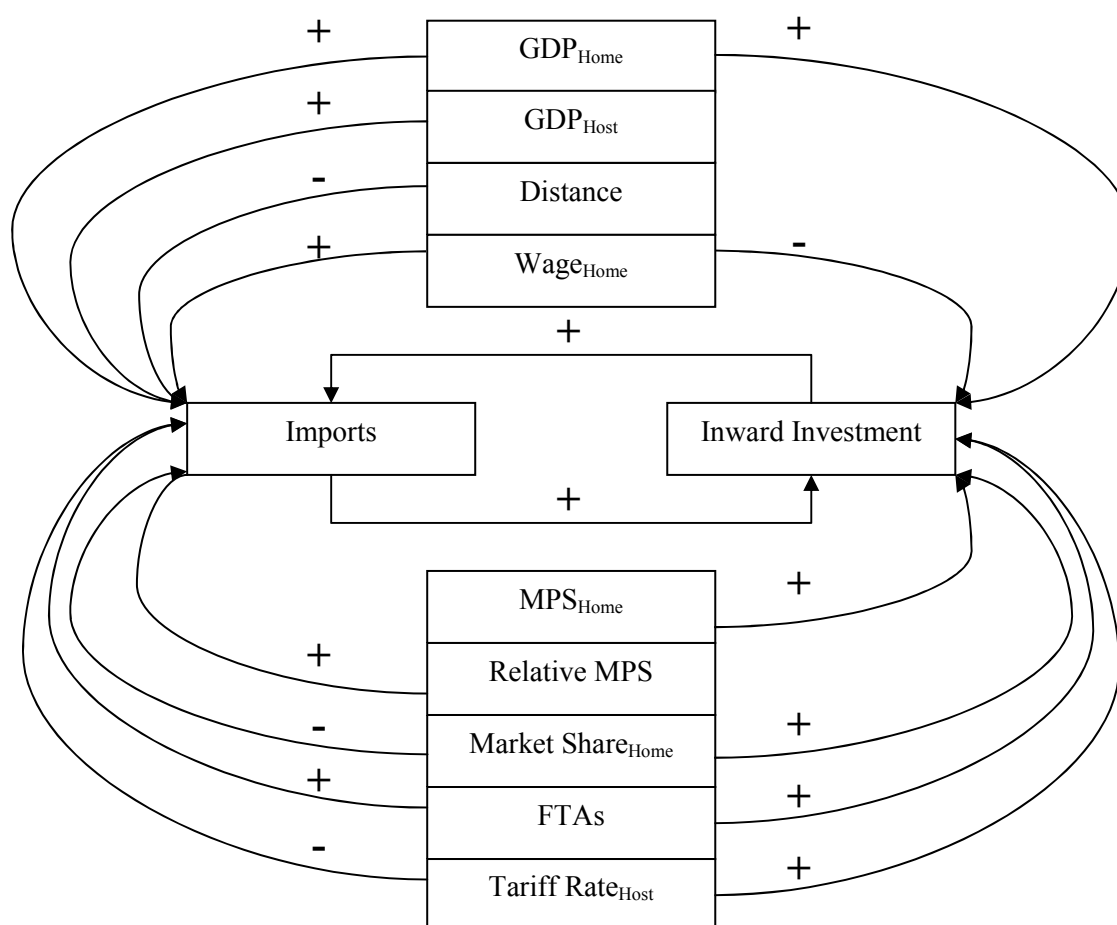 + GDPHome +
+ GDPHost
- Distance
+ WageHome -
+
Imports Inward Investment
+
MPSHome +
+ Relative MPS
- Market ShareHome +
+ FTAs +
- Tariff RateHost +